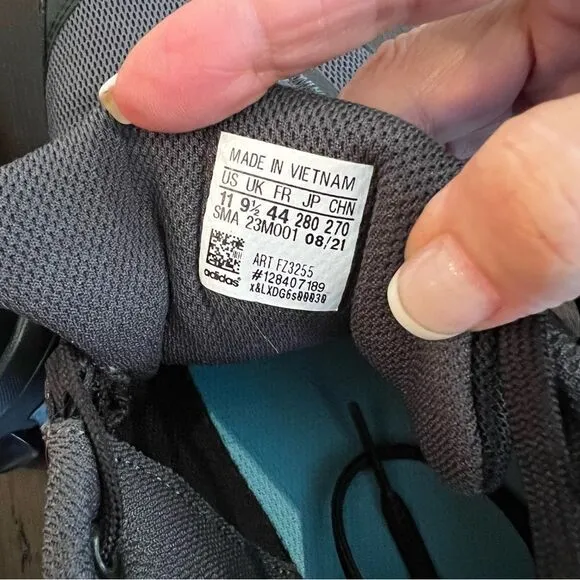 MADE IN VIETNAM
US UK FR JP CHN
11 9½ 44 280 270
SMA 23M001 08/21
ART FZ3255
#128407189
adidas x&LXDG6s00030